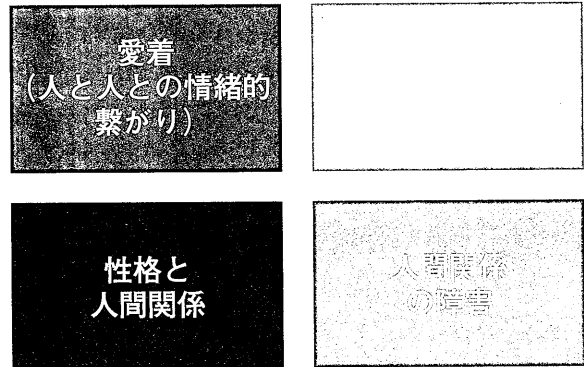 愛着
（人と人との情緒的
繋がり）
性格と
人間関係
人間関係
の障害